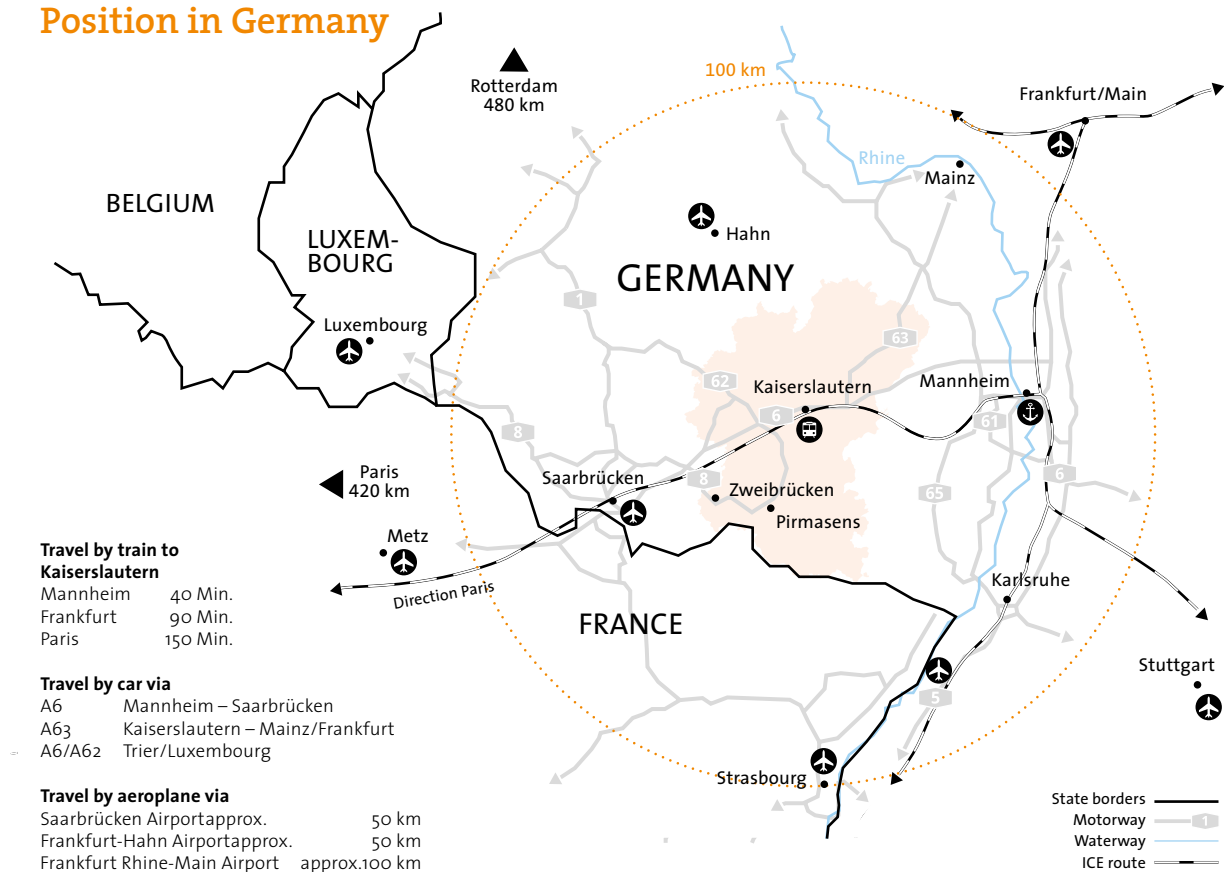 Position in Germany
100 km
Rotterdam
480 km
Frankfurt/Main
Rhine
Mainz
BELGIUM
LUXEM-
BOURG
Hahn
GERMANY
1
Luxembourg
63
62
Kaiserslautern
Mannheim
6
61
8
Paris
420 km
Saarbrücken
8
6
65
Zweibrücken
Pirmasens
Metz
Direction Paris
Karlsruhe
FRANCE
Stuttgart
5
Strasbourg
Travel by train to
Kaiserslautern
Mannheim 40 Min.
Frankfurt 90 Min.
Paris 150 Min.
Travel by car via
A6 Mannheim – Saarbrücken
A63 Kaiserslautern – Mainz/Frankfurt
A6/A62 Trier/Luxembourg
Travel by aeroplane via
Saarbrücken Airportapprox. 50 km
Frankfurt-Hahn Airportapprox. 50 km
Frankfurt Rhine-Main Airport approx.100 km
State borders
Motorway 1
Waterway
ICE route